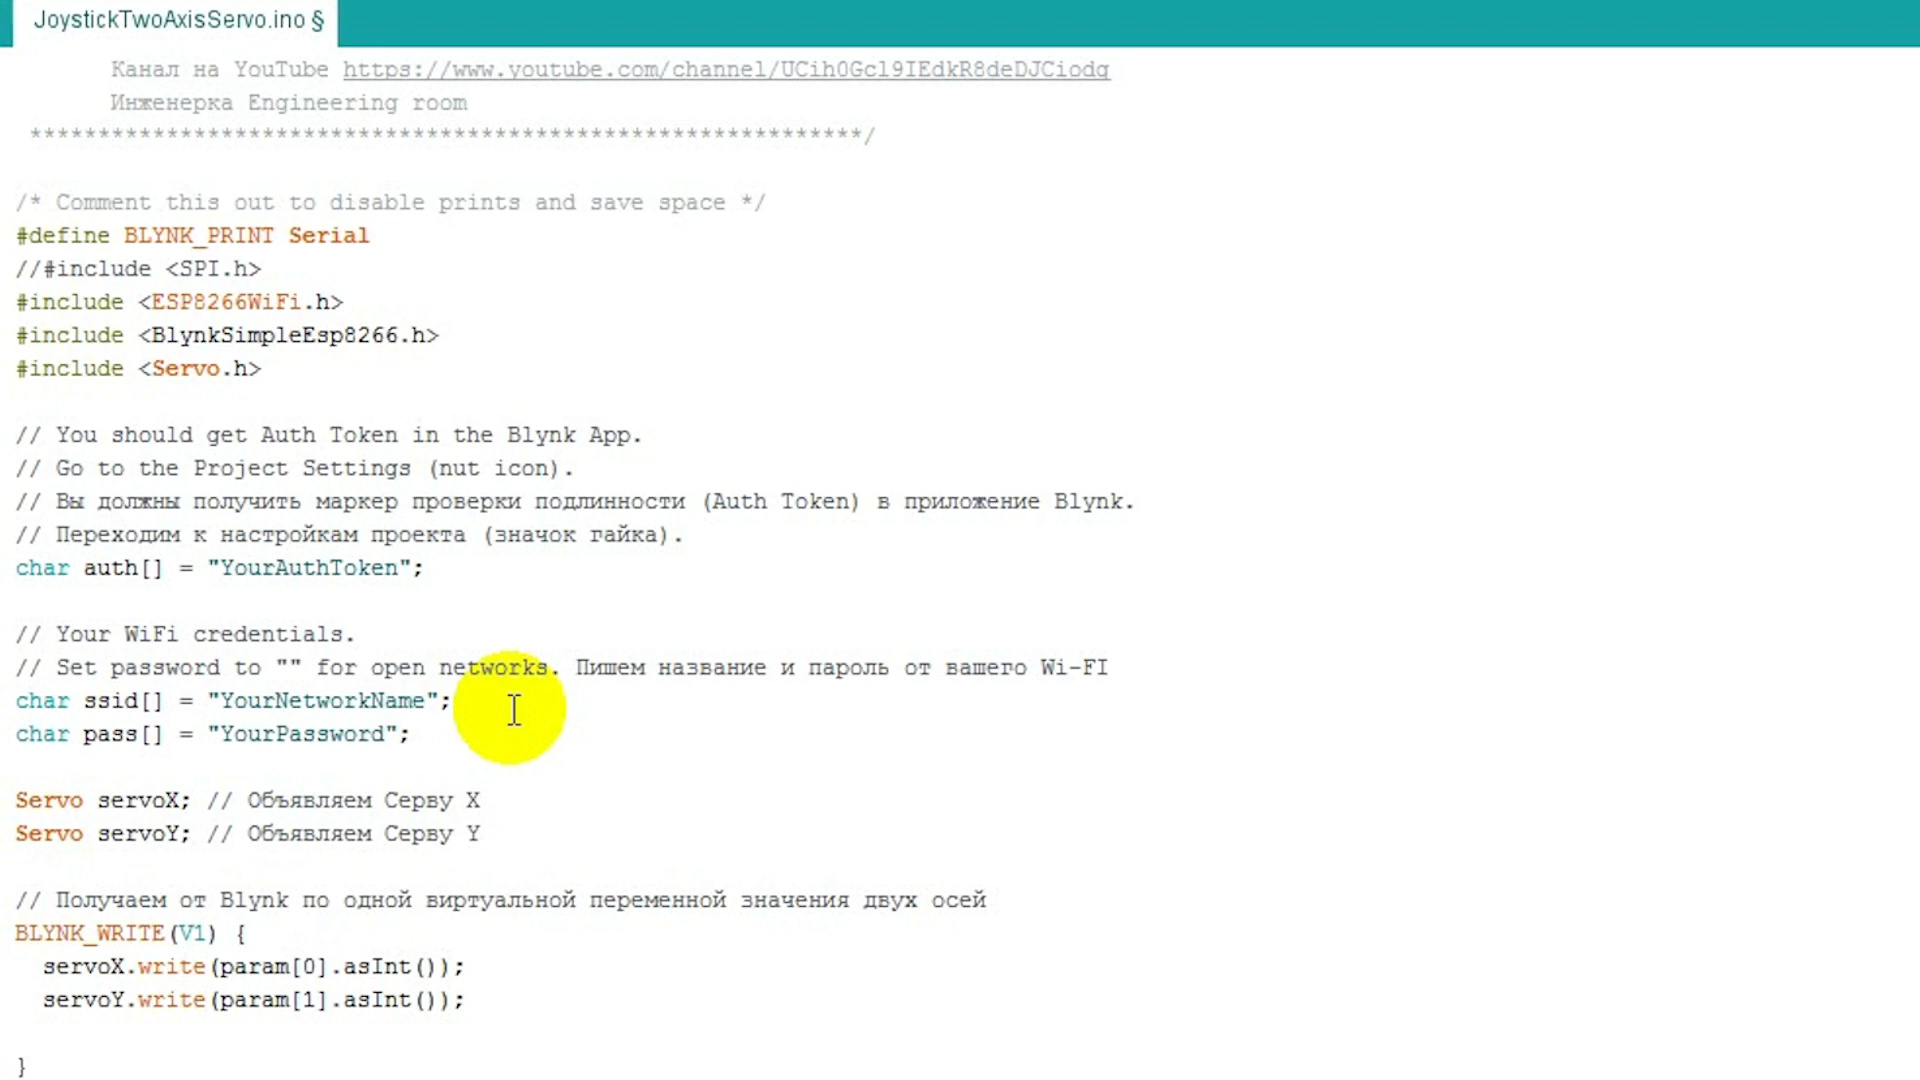 JoystickTwoAxisServo.ino §
Канал на YouTube https://www.youtube.com/channel/UCih0Gcl9IEdkR8deDJCiodg
Инженерка Engineering room
*************************************************************/
/* Comment this out to disable prints and save space */
#define BLYNK_PRINT Serial
//#include <SPI.h>
#include <ESP8266WiFi.h>
#include <BlynkSimpleEsp8266.h>
#include <Servo.h>
// You should get Auth Token in the Blynk App.
// Go to the Project Settings (nut icon).
// Вы должны получить маркер проверки подлинности (Auth Token) в приложение Blynk.
// Переходим к настройкам проекта (значок гайка).
char auth[] = "YourAuthToken";
// Your WiFi credentials.
// Set password to "" for open networks. Пишем название и пароль от вашего Wi-FI
char ssid[] = "YourNetworkName";
char pass[] = "YourPassword";
Servo servoX; // Объявляем Серву X
Servo servoY; // Объявляем Серву Y
// Получаем от Blynk по одной виртуальной переменной значения двух осей
BLYNK_WRITE(V1) {
servoX.write(param[0].asInt());
servoY.write(param[1].asInt());
}